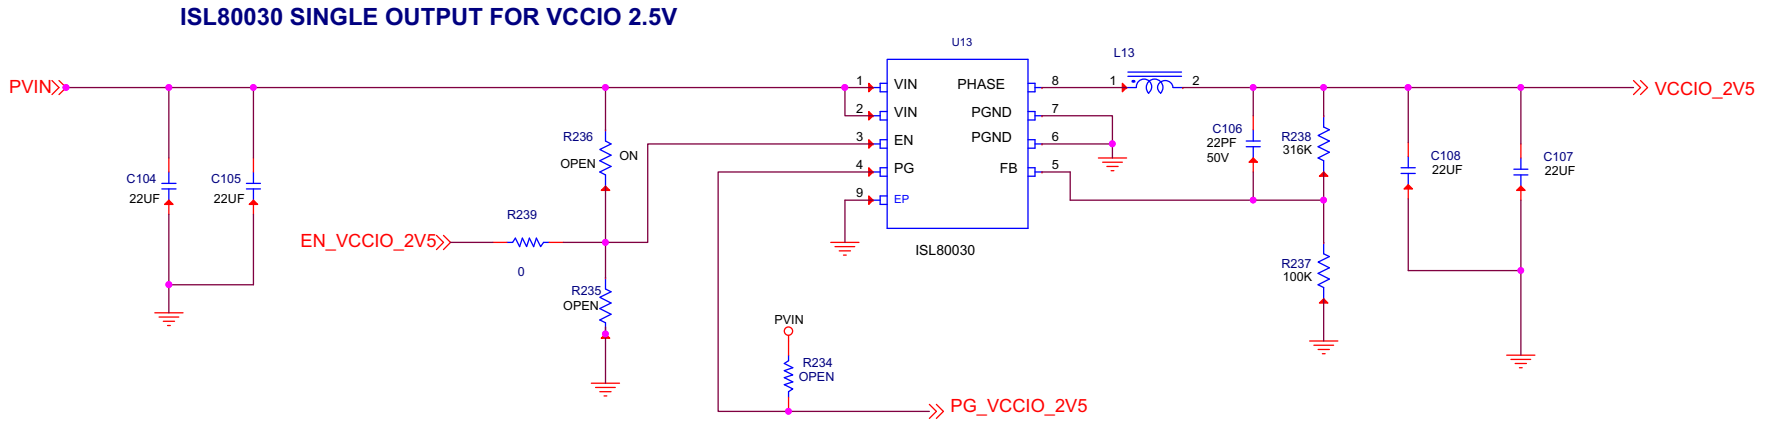 ISL80030 SINGLE OUTPUT FOR VCCIO 2.5V
U13
L13
PVIN
1
VIN
PHASE
8
1
2
VCCIO_2V5
2
VIN
PGND
7
R236
OPEN
ON
3
EN
PGND
6
C106
22PF
50V
R238
316K
4
PG
FB
5
C108
22UF
C107
22UF
C104
22UF
C105
22UF
9
EP
R239
0
EN_VCCIO_2V5
ISL80030
R237
100K
R235
OPEN
PVIN
R234
OPEN
PG_VCCIO_2V5